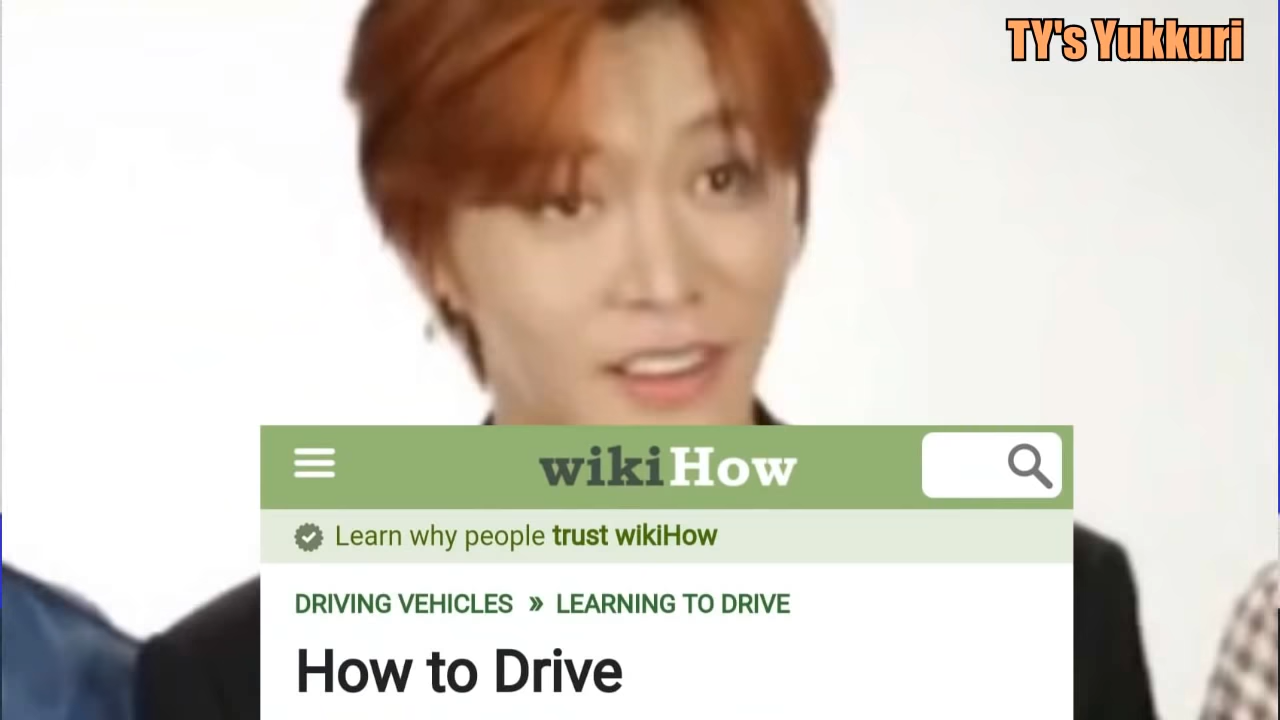 TY's Yukkuri
wikiHow
Learn why people trust wikiHow
DRIVING VEHICLES » LEARNING TO DRIVE
How to Drive